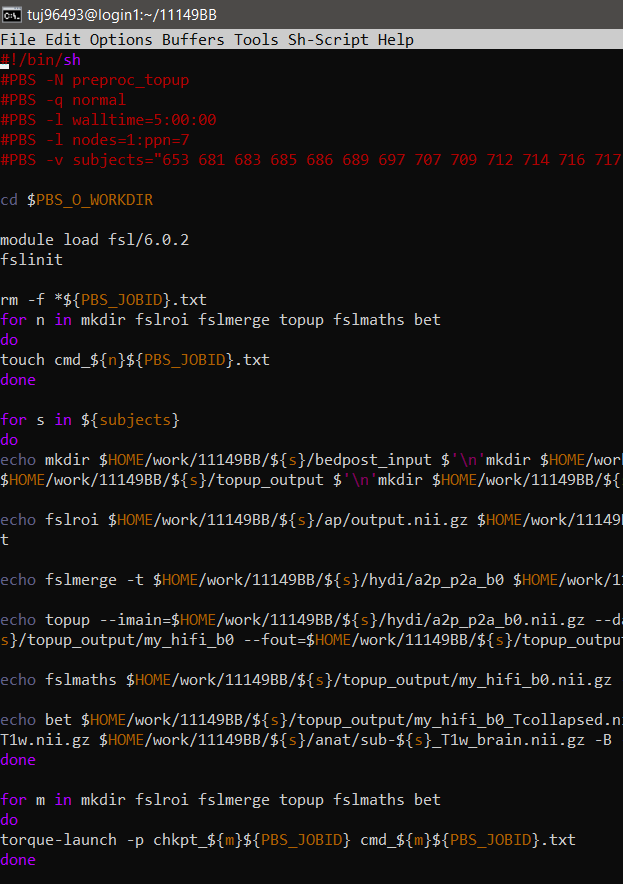 tuj96493@login1:~/11149BB
File Edit Options Buffers Tools Sh-Script Help
#!/bin/sh
#PBS -N preproc_topup
#PBS -q normal
#PBS -l walltime=5:00:00
#PBS -l nodes=1:ppn=7
#PBS -v subjects="653 681 683 685 686 689 697 707 709 712 714 716 717
cd $PBS_O_WORKDIR
module load fsl/6.0.2
fslinit
rm -f *${PBS_JOBID}.txt
for n in mkdir fslroi fslmerge topup fslmaths bet
do
touch cmd_${n}${PBS_JOBID}.txt
done
for s in ${subjects}
do
echo mkdir $HOME/work/11149BB/${s}/bedpost_input $'\n'mkdir $HOME/wor
$HOME/work/11149BB/${s}/topup_output $'\n'mkdir $HOME/work/11149BB/${
echo fslroi $HOME/work/11149BB/${s}/ap/output.nii.gz $HOME/work/11149
t
echo fslmerge -t $HOME/work/11149BB/${s}/hydi/a2p_p2a_b0 $HOME/work/1
echo topup --imain=$HOME/work/11149BB/${s}/hydi/a2p_p2a_b0.nii.gz --da
s}/topup_output/my_hifi_b0 --fout=$HOME/work/11149BB/${s}/topup_outpu
echo fslmaths $HOME/work/11149BB/${s}/topup_output/my_hifi_b0.nii.gz
echo bet $HOME/work/11149BB/${s}/topup_output/my_hifi_b0_Tcollapsed.ni
T1w.nii.gz $HOME/work/11149BB/${s}/anat/sub-${s}_T1w_brain.nii.gz -B
done
for m in mkdir fslroi fslmerge topup fslmaths bet
do
torque-launch -p chkpt_${m}${PBS_JOBID} cmd_${m}${PBS_JOBID}.txt
done